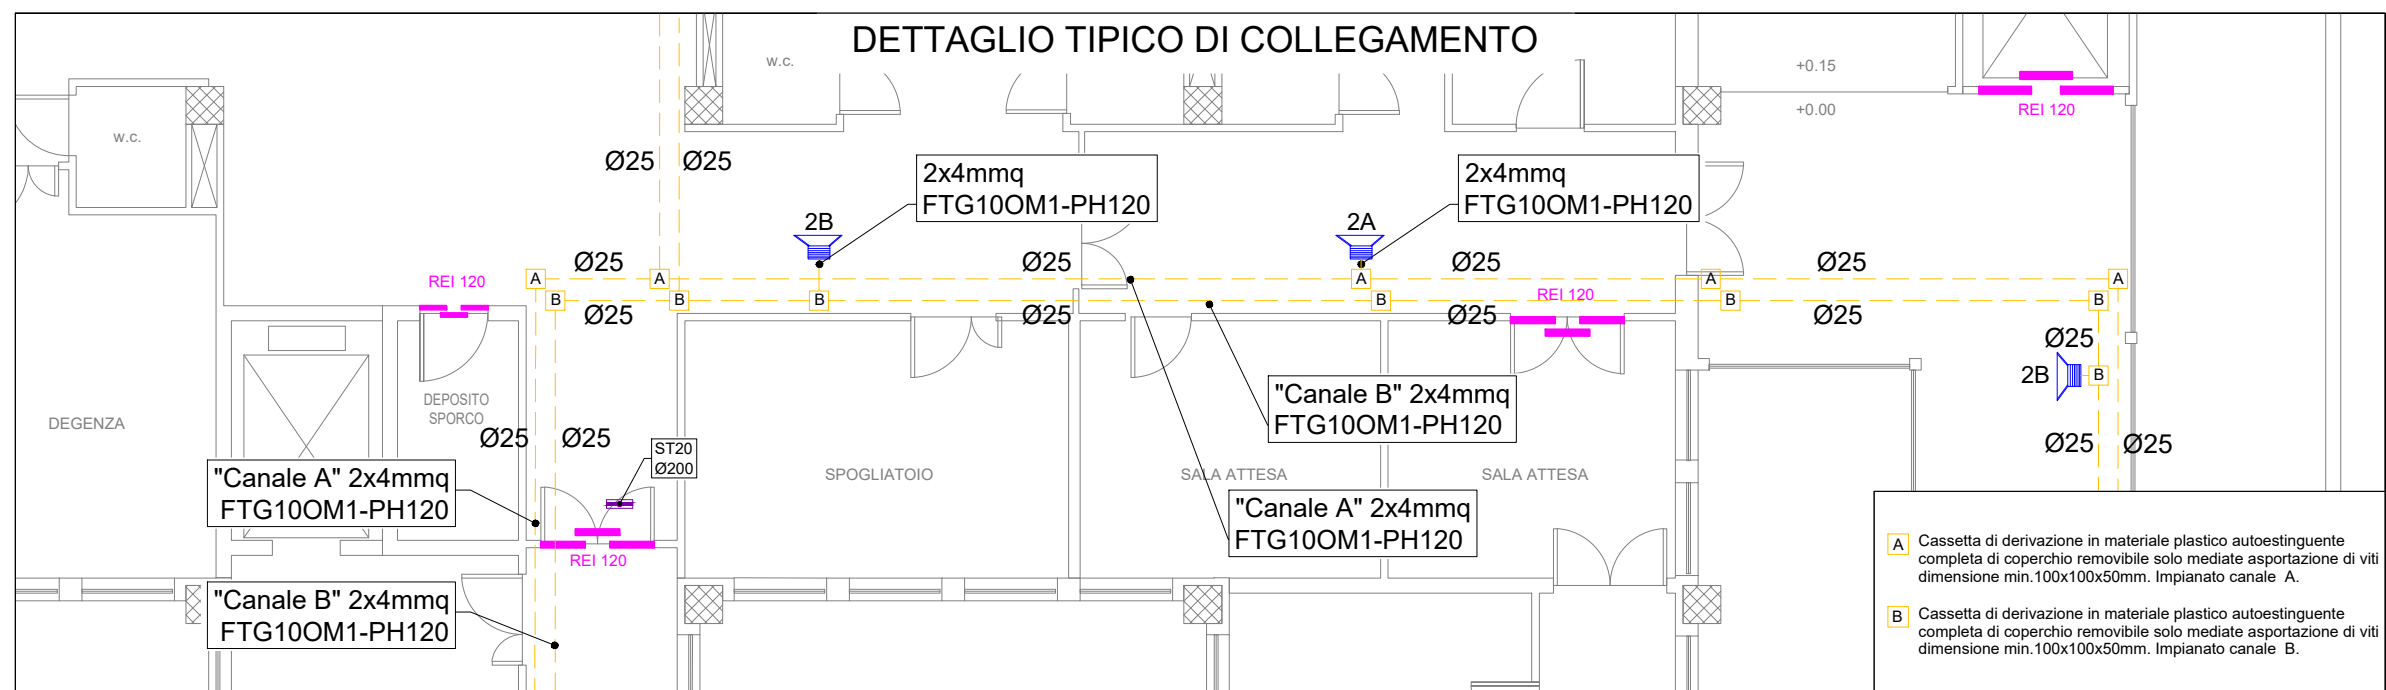 DETTAGLIO TIPICO DI COLLEGAMENTO
w.c.
+0.15
+0.00
REI 120
w.c.
Ø25
Ø25
2x4mmq
FTG10OM1-PH120
2x4mmq
FTG10OM1-PH120
2B
2A
REI 120
A
Ø25
A
Ø25
A
Ø25
A
Ø25
A
B
Ø25
B
B
Ø25
B
Ø25
REI 120
B
Ø25
B
Ø25
2B
B
DEGENZA
DEPOSITO
SPORCO
Ø25
Ø25
ST20
Ø200
"Canale B" 2x4mmq
FTG10OM1-PH120
Ø25
Ø25
"Canale A" 2x4mmq
FTG10OM1-PH120
SPOGLIATOIO
SALA ATTESA
SALA ATTESA
"Canale A" 2x4mmq
FTG10OM1-PH120
REI 120
"Canale B" 2x4mmq
FTG10OM1-PH120
A
Cassetta di derivazione in materiale plastico autoestinguente
completa di coperchio removibile solo mediate asportazione di viti
dimensione min.100x100x50mm. Impianato canale A.
B
Cassetta di derivazione in materiale plastico autoestinguente
completa di coperchio removibile solo mediate asportazione di viti
dimensione min.100x100x50mm. Impianato canale B.